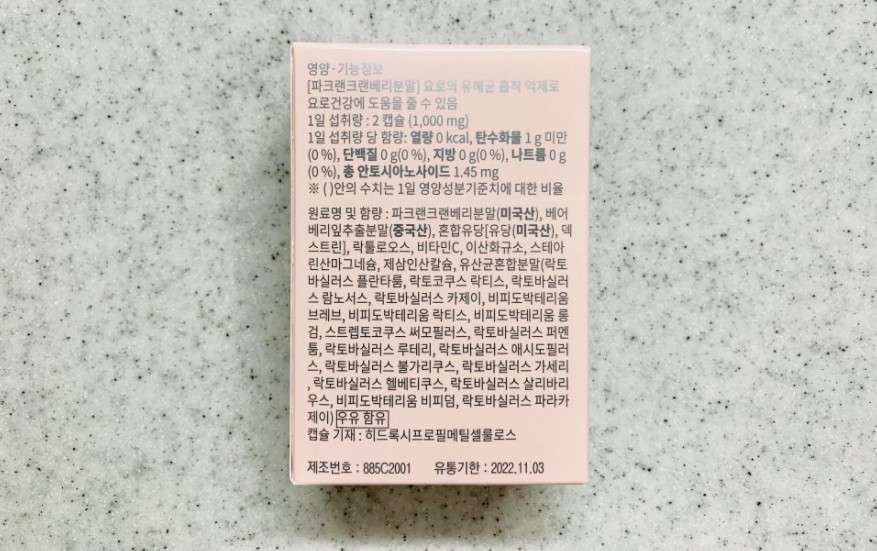 영양·기능정보
[파크랜크랜베리분말] 요로의 유해균 흡착 억제로
요로건강에 도움을 줄 수 있음
1일 섭취량 : 2 캡슐 (1,000 mg)
1일 섭취량 당 함량: 열량 0 kcal, 탄수화물 1 g 미만
(0 %), 단백질 0 g(0 %), 지방 0 g(0 %), 나트륨 0 g
(0 %), 총 안토시아노사이드 1.45 mg
※ ( )안의 수치는 1일 영양성분기준치에 대한 비율
원료명 및 함량 : 파크랜크랜베리분말(미국산), 베어
베리잎추출분말(중국산), 혼합유당[유당(미국산), 덱
스트린], 락툴로오스, 비타민C, 이산화규소, 스테아
린산마그네슘, 제삼인산칼슘, 유산균혼합분말(락토
바실러스 플란타룸, 락토코쿠스 락티스, 락토바실러
스 람노서스, 락토바실러스 카제이, 비피도박테리움
브레브, 비피도박테리움 락티스, 비피도박테리움 롱
검, 스트렙토코쿠스 써모필러스, 락토바실러스 퍼멘
툼, 락토바실러스 루테리, 락토바실러스 애시도필러
스, 락토바실러스 불가리쿠스, 락토바실러스 가세리
, 락토바실러스 헬베티쿠스, 락토바실러스 살리바리
우스, 비피도박테리움 비피덤, 락토바실러스 파라카
제이) 우유 함유
캡슐 기재 : 히드록시프로필메틸셀룰로스
제조번호 : 885C2001 유통기한 : 2022.11.03